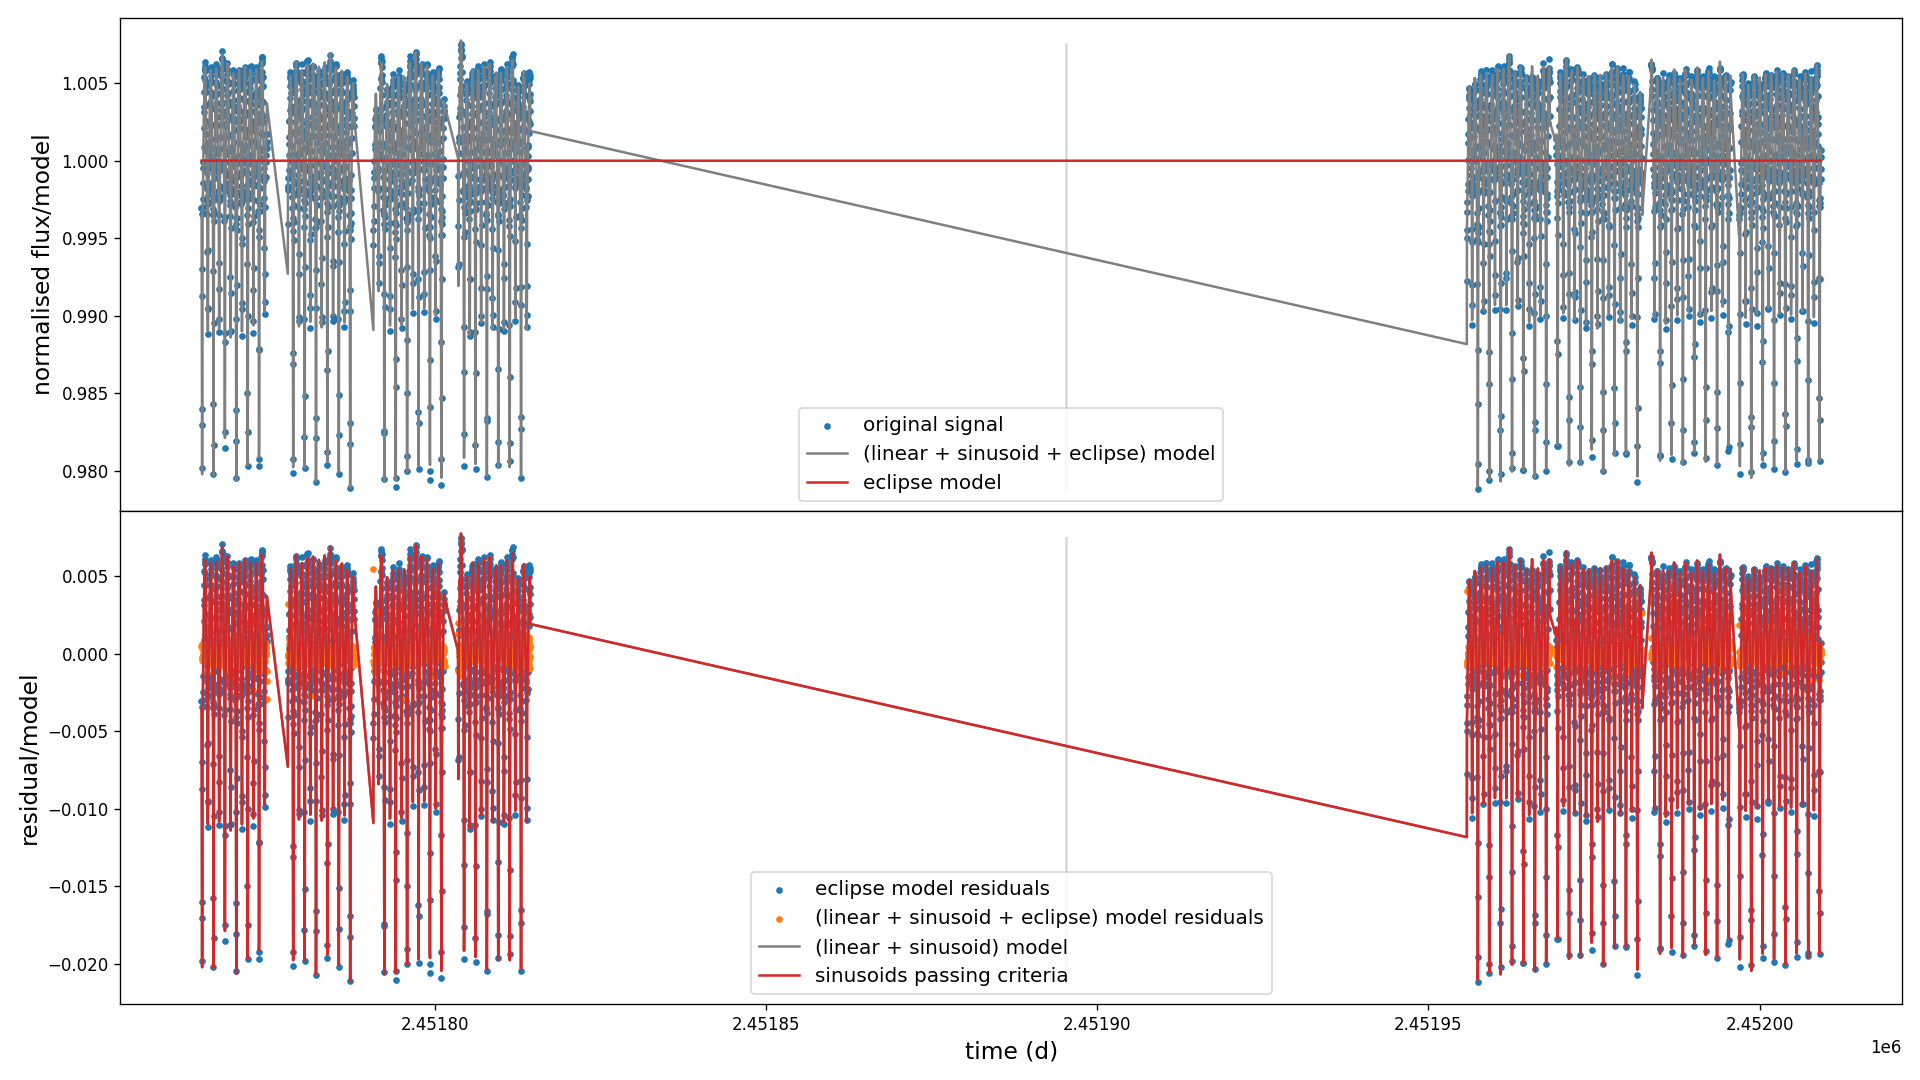 1.005
1.000
0.995
0.990
0.985
0.980
normalised flux/model
original signal
(linear + sinusoid + eclipse) model
eclipse model
0.005
0.000
−0.005
−0.010
−0.015
−0.020
residual/model
eclipse model residuals
(linear + sinusoid + eclipse) model residuals
(linear + sinusoid) model
sinusoids passing criteria
2.45180
2.45185
2.45190
2.45195
2.45200
1e6
time (d)